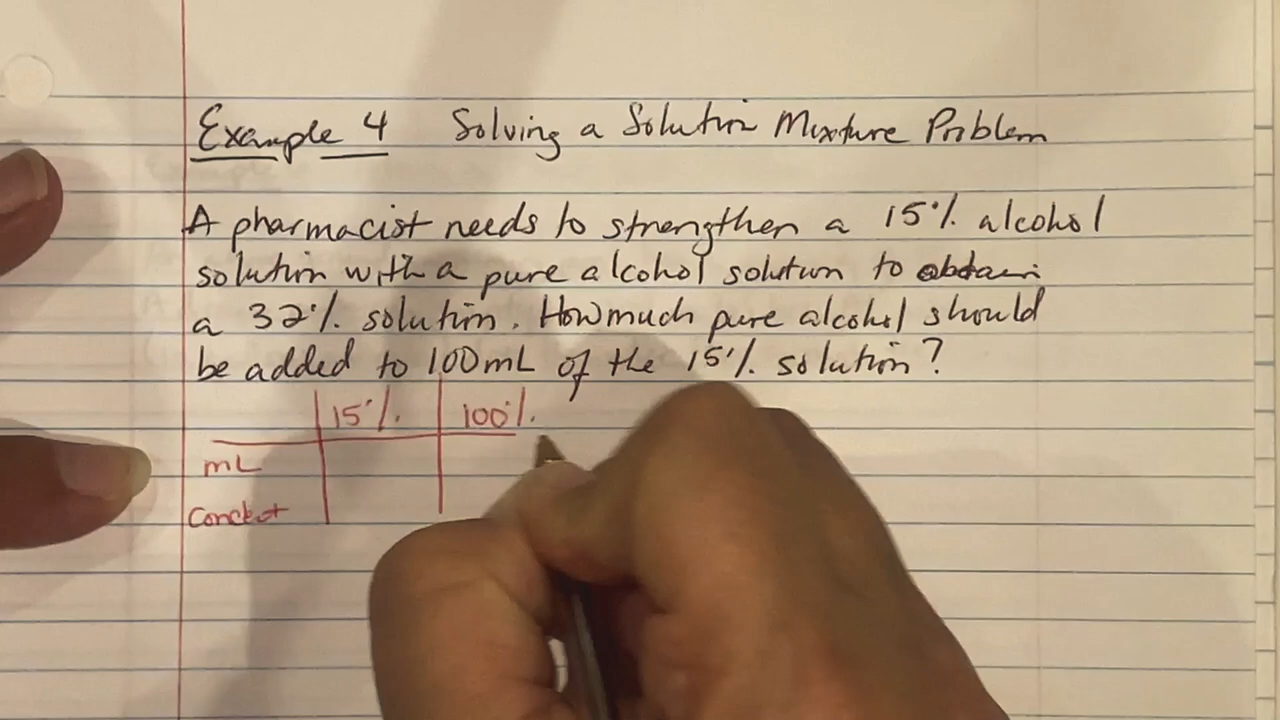 Example 4 Solving a Solution Mixture Problem
A pharmacist needs to strengthen a 15% alcohol
solution with a pure alcohol solution to obtain
a 32% solution. How much pure alcohol should
be added to 100mL of the 15% solution?
15% 100%
mL